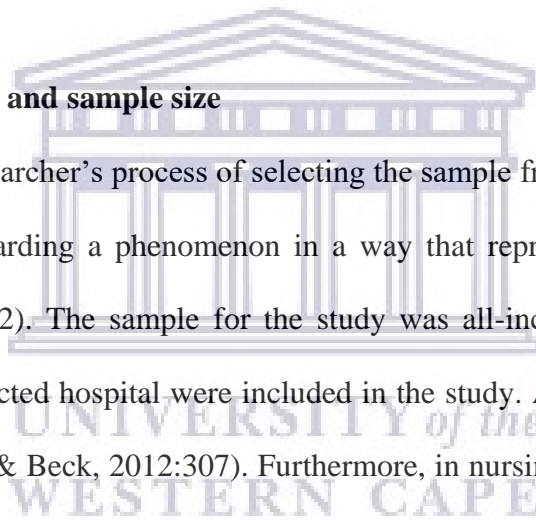 and sample size
archer's process of selecting the sample fr
arding a phenomenon in a way that repr
2). The sample for the study was all-inc
cted hospital were included in the study. A
UNIVERSITY of the
& Beck, 2012:307). Furthermore, in nursin
WESTERN CAPE